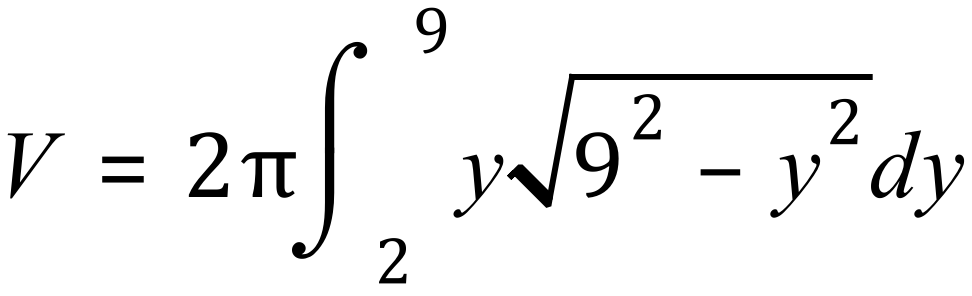 V = 2π∫₂⁹ y√(9² − y²)dy